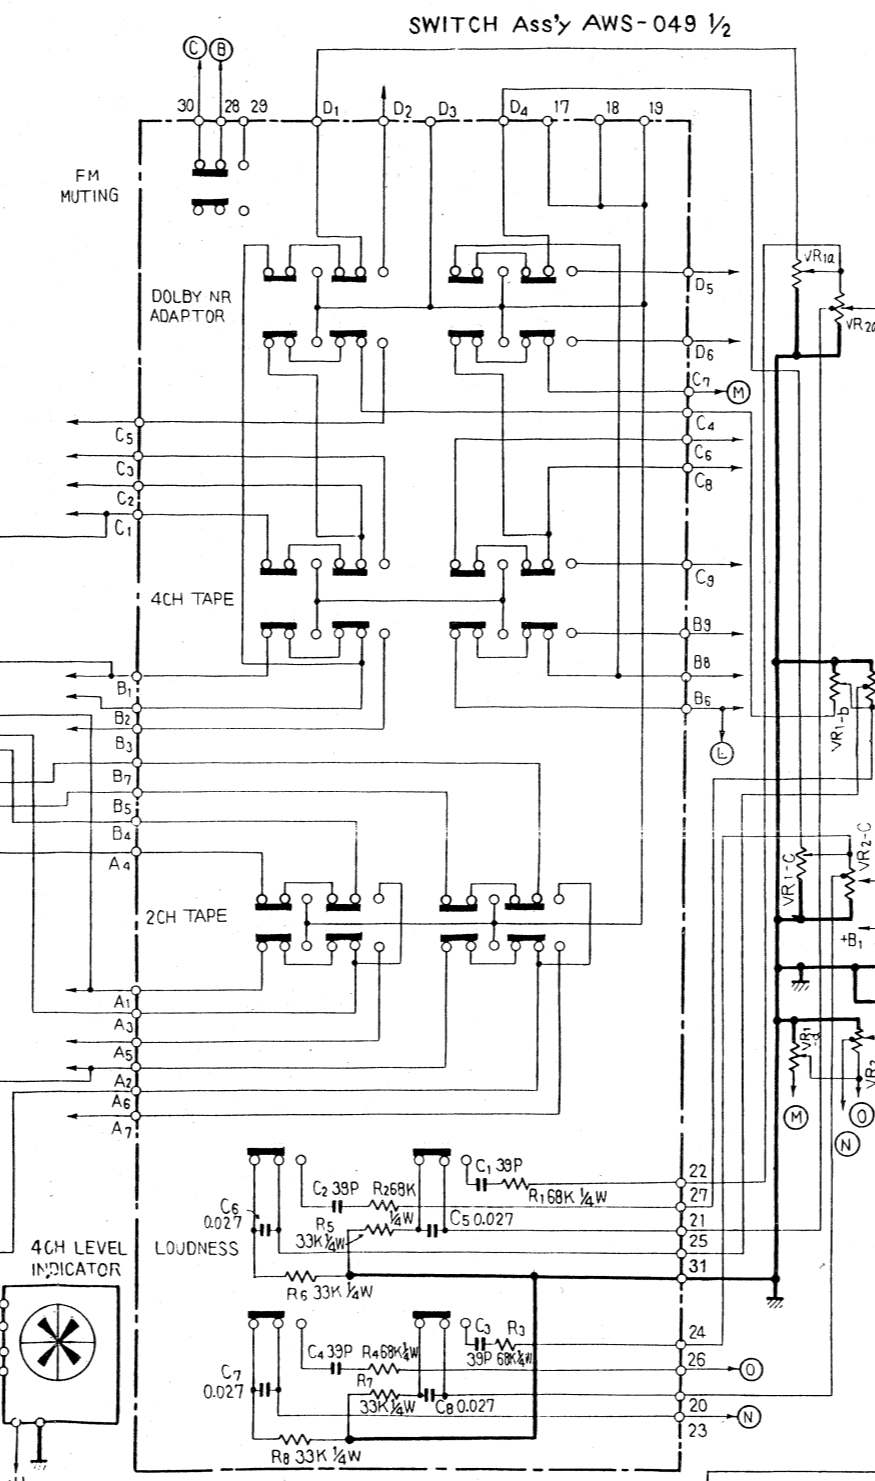 SWITCH Ass'y AWS-049 ½
C B
30 28 29 D1 D2 D3 D4 17 18 19
FM
MUTING
VR1a
DOLBY NR
ADAPTOR
D5
D6
C7 M
C5 C4
C3 C6
C2 C8
C1
C9
4CH TAPE
B9
B1 B8
B2 B6
B3
VR1-b
L
B7
B5
B4
A4
VR1-C VR2-C
2CH TAPE
+B1
A1
A3
A5
A2
A6
A7
M O
N
C1 39P 22
C2 39P R2 68K R1 68K ¼W 27
¼W
C6
0.027 R5 C5 0.027 21
33K ¼W
LOUDNESS 25
4CH LEVEL
INDICATOR
R6 33K ¼W 31
C3 R3 24
C4 39P R4 68K ¼W 39P 68K ¼W 26 O
C7
0.027 R7
33K ¼W C8 0.027 20 N
23
R8 33K ¼W